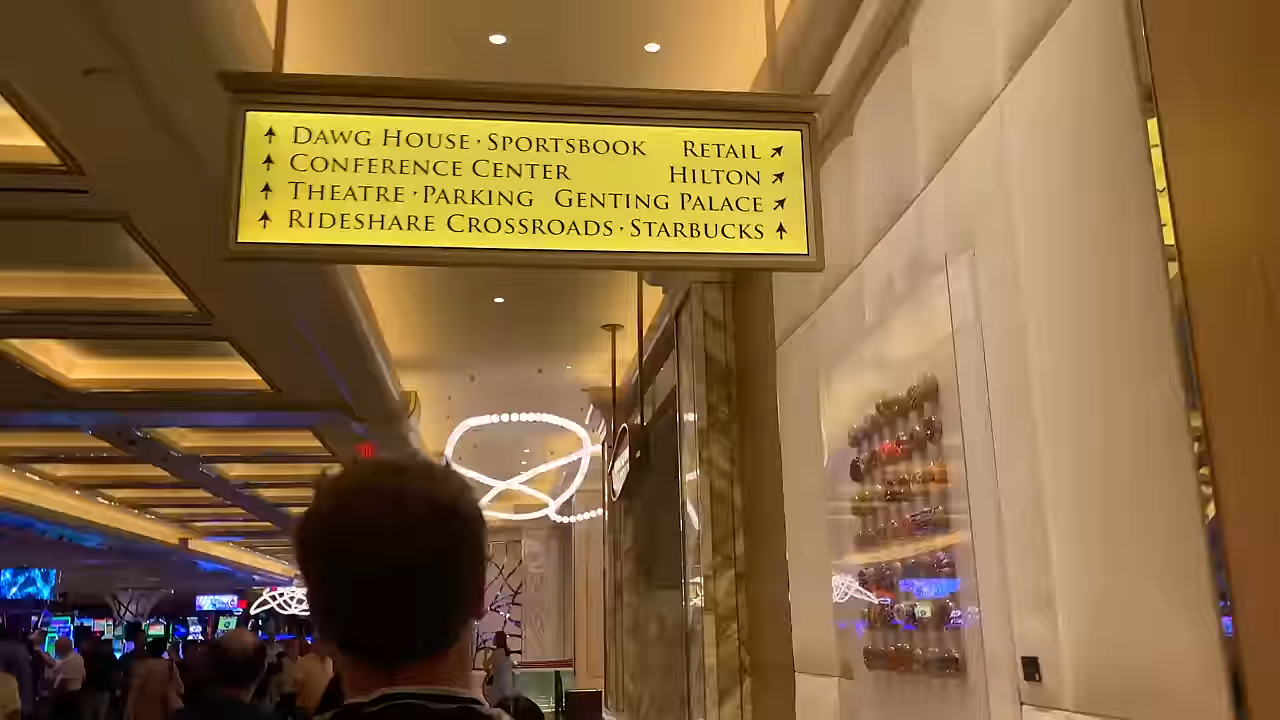 ↑ DAWG HOUSE · SPORTSBOOK RETAIL ↗
↑ CONFERENCE CENTER HILTON ↗
↑ THEATRE · PARKING GENTING PALACE ↗
↑ RIDESHARE CROSSROADS · STARBUCKS ↑